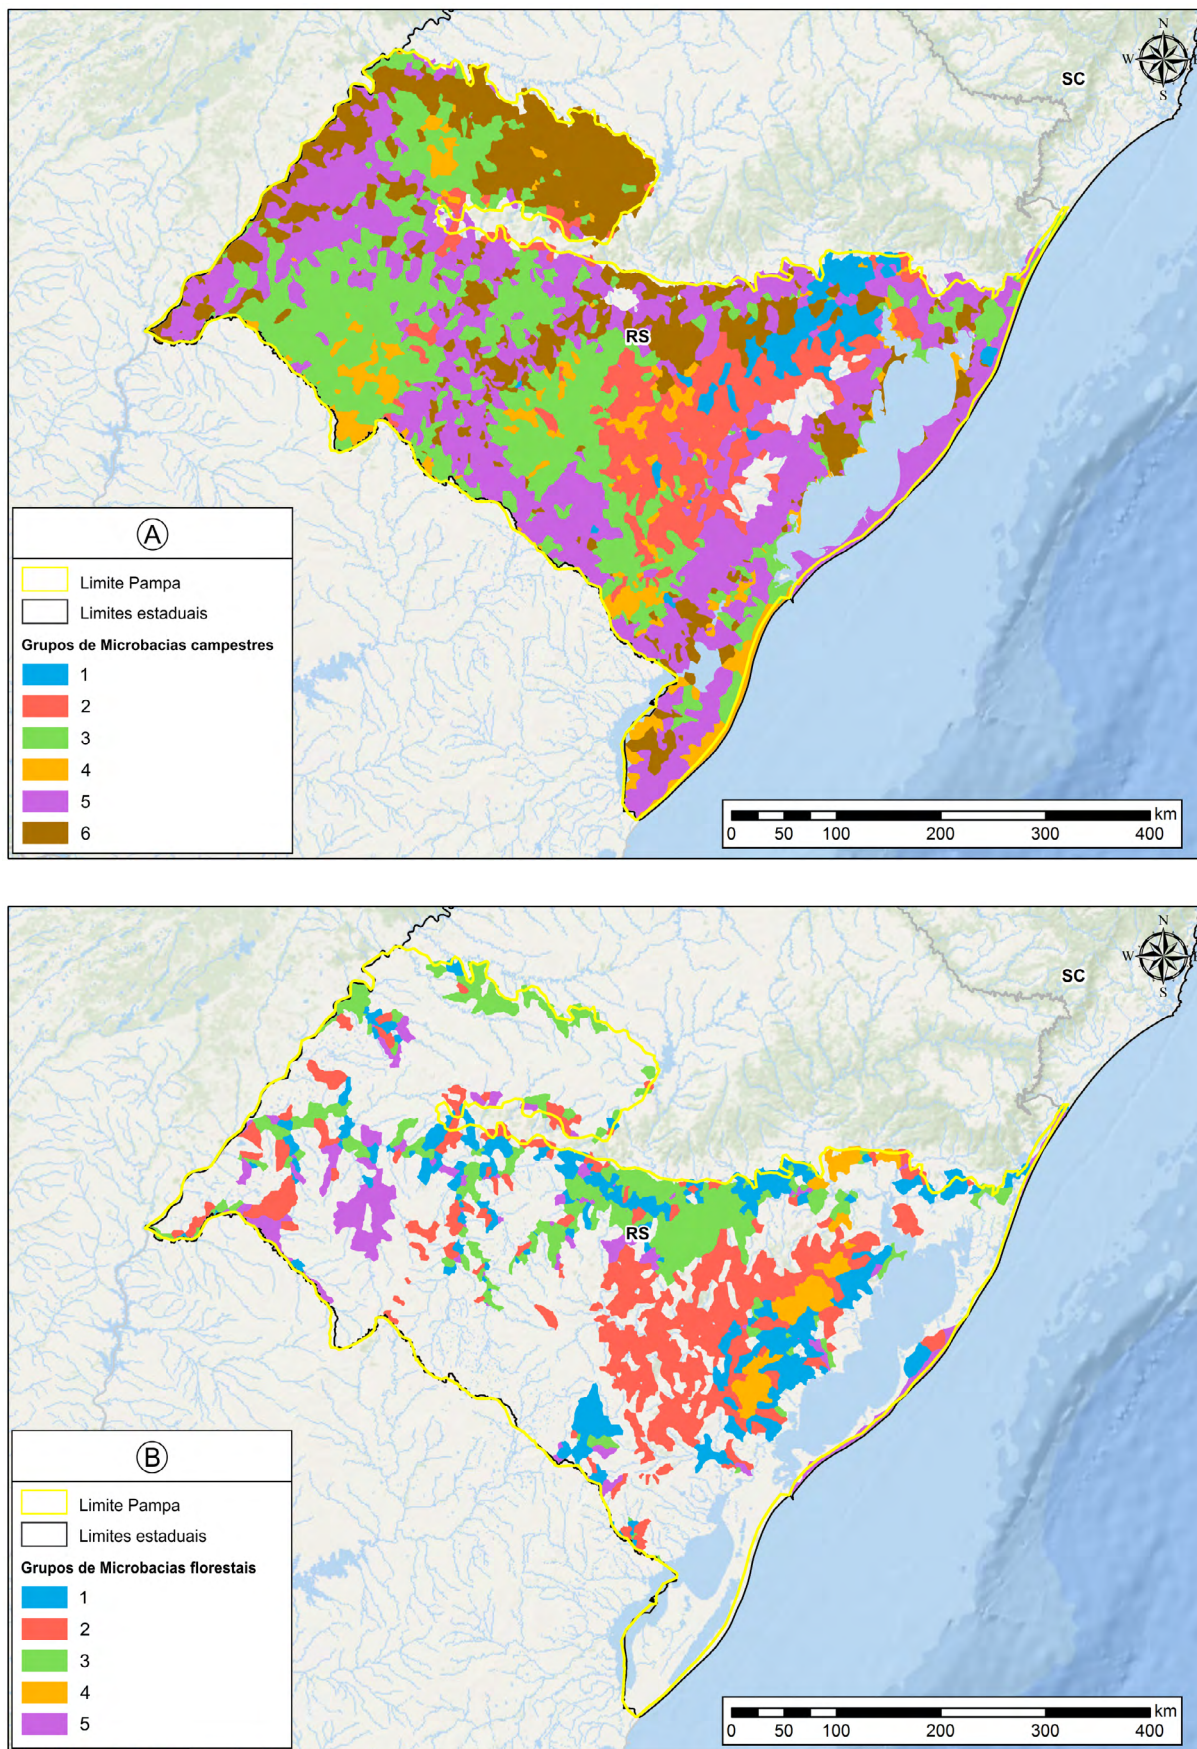 N
W
E
S
SC
RS
A
Limite Pampa
Limites estaduais
Grupos de Microbacias campestres
1
2
3
4
5
6
km
0 50 100 200 300 400
N
W
E
S
SC
RS
B
Limite Pampa
Limites estaduais
Grupos de Microbacias florestais
1
2
3
4
5
km
0 50 100 200 300 400